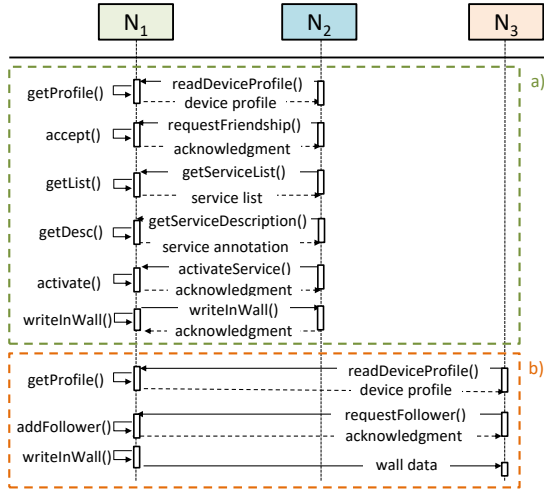 N1 N2 N3
a)
readDeviceProfile()
getProfile()
device profile
requestFriendship()
accept()
acknowledgment
getServiceList()
getList()
service list
getServiceDescription()
getDesc()
service annotation
activateService()
activate()
acknowledgment
writeInWall()
writeInWall()
acknowledgment
b)
readDeviceProfile()
getProfile()
device profile
requestFollower()
addFollower()
acknowledgment
writeInWall()
wall data